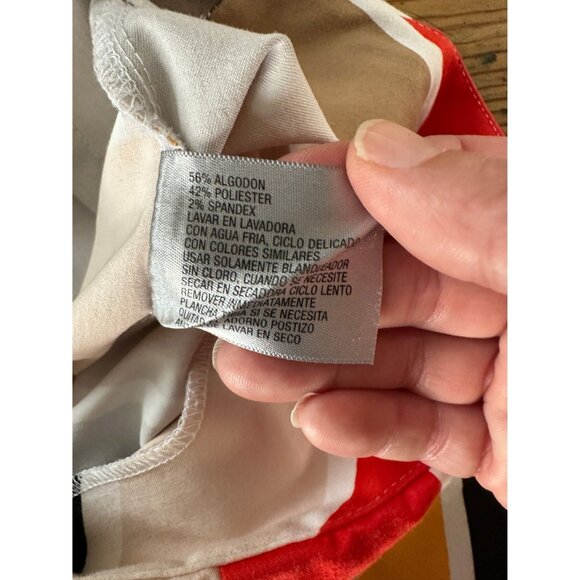 56% ALGODON
42% POLIESTER
2% SPANDEX
LAVAR EN LAVADORA
CON AGUA FRIA, CICLO DELICADO
CON COLORES SIMILARES
USAR SOLAMENTE BLANQUEADOR
SIN CLORO, CUANDO SE NECESITE
SECAR EN SECADORA CICLO LENTO
REMOVER INMEDIATAMENTE
PLANCHA TIBIA SI SE NECESITA
QUITAR EL ADORNO POSTIZO
ANTES DE LAVAR EN SECO